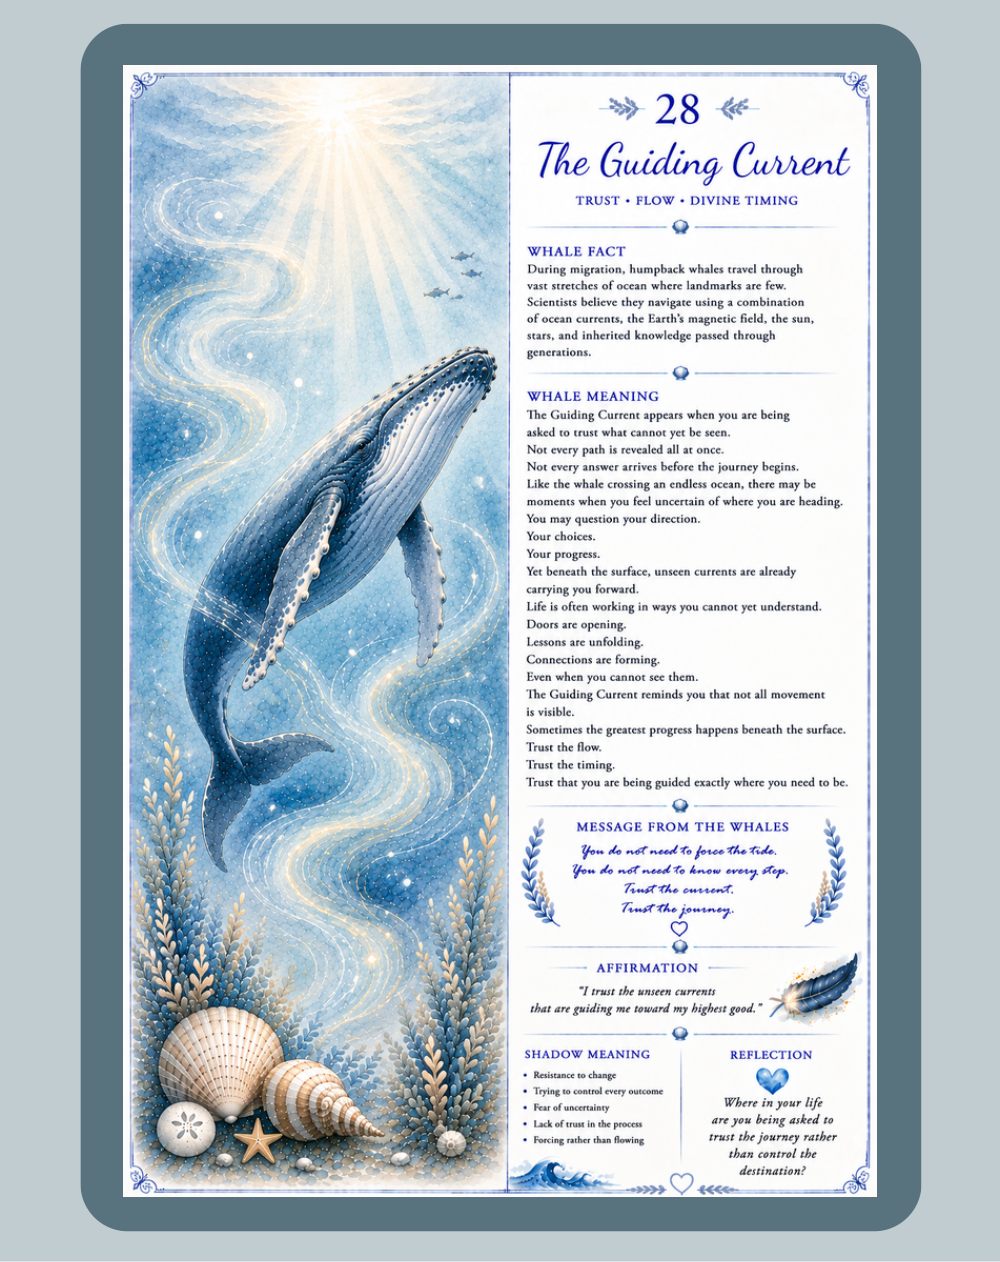 28
The Guiding Current
TRUST • FLOW • DIVINE TIMING
WHALE FACT
During migration, humpback whales travel through
vast stretches of ocean where landmarks are few.
Scientists believe they navigate using a combination
of ocean currents, the Earth's magnetic field, the sun,
stars, and inherited knowledge passed through
generations.
WHALE MEANING
The Guiding Current appears when you are being
asked to trust what cannot yet be seen.
Not every path is revealed all at once.
Not every answer arrives before the journey begins.
Like the whale crossing an endless ocean, there may be
moments when you feel uncertain of where you are heading.
You may question your direction.
Your choices.
Your progress.
Yet beneath the surface, unseen currents are already
carrying you forward.
Life is often working in ways you cannot yet understand.
Doors are opening.
Lessons are unfolding.
Connections are forming.
Even when you cannot see them.
The Guiding Current reminds you that not all movement
is visible.
Sometimes the greatest progress happens beneath the surface.
Trust the flow.
Trust the timing.
Trust that you are being guided exactly where you need to be.
MESSAGE FROM THE WHALES
You do not need to force the tide.
You do not need to know every step.
Trust the current.
Trust the journey.
AFFIRMATION
"I trust the unseen currents
that are guiding me toward my highest good."
SHADOW MEANING
• Resistance to change
• Trying to control every outcome
• Fear of uncertainty
• Lack of trust in the process
• Forcing rather than flowing
REFLECTION
Where in your life
are you being asked to
trust the journey rather
than control the
destination?